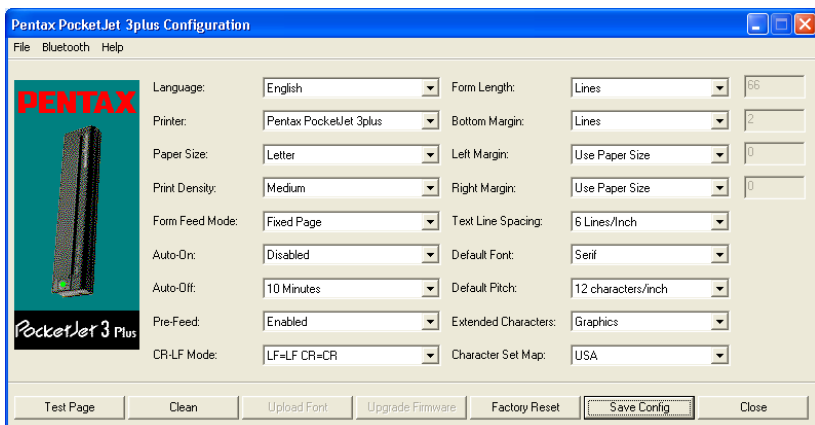 Pentax PocketJet 3plus Configuration
File Bluetooth Help
PENTAX
PocketJet 3 Plus
Language: English
Printer: Pentax PocketJet 3plus
Paper Size: Letter
Print Density: Medium
Form Feed Mode: Fixed Page
Auto-On: Disabled
Auto-Off: 10 Minutes
Pre-Feed: Enabled
CR-LF Mode: LF=LF CR=CR
Form Length: Lines 66
Bottom Margin: Lines 2
Left Margin: Use Paper Size 0
Right Margin: Use Paper Size 0
Text Line Spacing: 6 Lines/Inch
Default Font: Serif
Default Pitch: 12 characters/inch
Extended Characters: Graphics
Character Set Map: USA
Test Page Clean Upload Font Upgrade Firmware Factory Reset Save Config Close